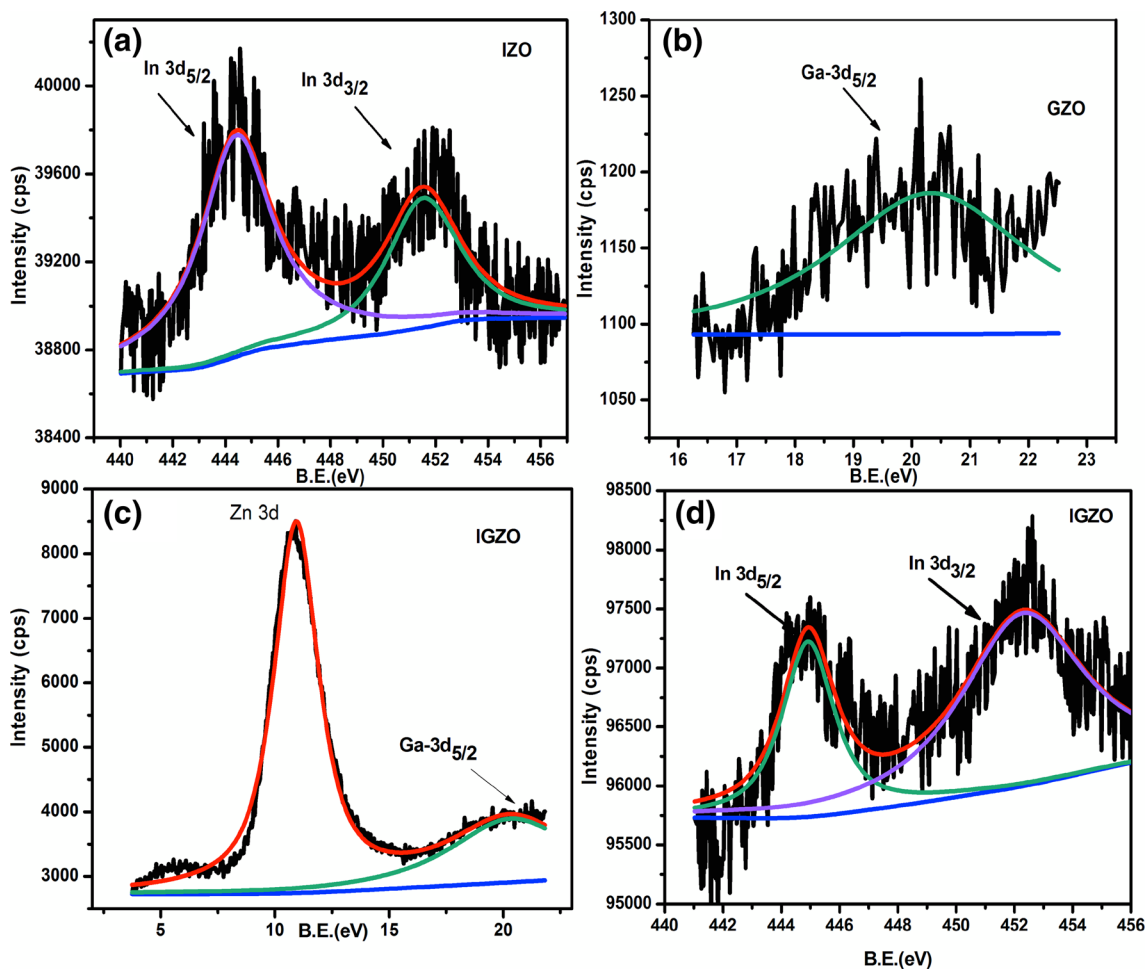 (a)
IZO
In 3d5/2
In 3d3/2
40000
39600
39200
38800
38400
Intensity (cps)
440 442 444 446 448 450 452 454 456
B.E.(eV)
(b)
GZO
Ga-3d5/2
1300
1250
1200
1150
1100
1050
Intensity (cps)
16 17 18 19 20 21 22 23
B.E.(eV)
(c)
Zn 3d
IGZO
Ga-3d5/2
9000
8000
7000
6000
5000
4000
3000
Intensity (cps)
5 10 15 20
B.E.(eV)
(d)
IGZO
In 3d5/2
In 3d3/2
98500
98000
97500
97000
96500
96000
95500
95000
Intensity (cps)
440 442 444 446 448 450 452 454 456
B.E.(eV)